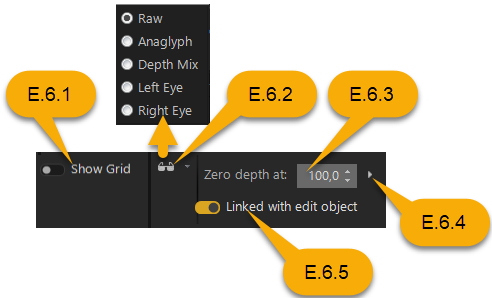 Raw
Anaglyph
Depth Mix
Left Eye
Right Eye
E.6.1
E.6.2
E.6.3
Show Grid
Zero depth at: 100,0
Linked with edit object
E.6.4
E.6.5